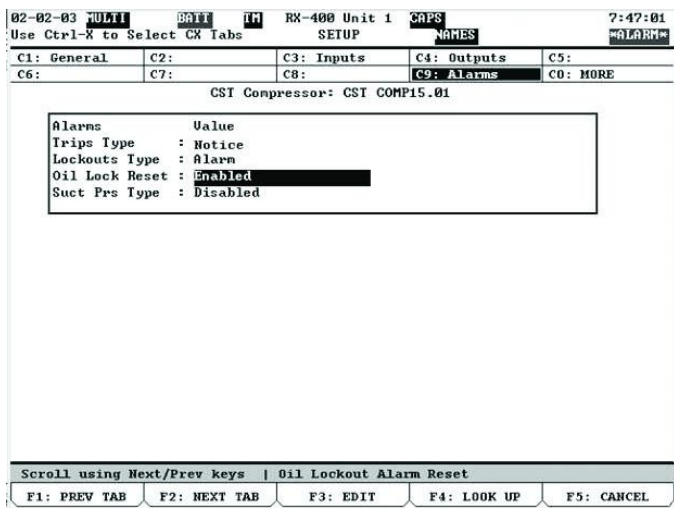 02-02-03 MULTI BATT TM RX-400 Unit 1 CAPS 7:47:01
Use Ctrl-X to Select CX Tabs SETUP NAMES *ALARM*
C1: General C2: C3: Inputs C4: Outputs C5:
C6: C7: C8: C9: Alarms C0: MORE
CST Compressor: CST COMP15.01
Alarms Value
Trips Type : Notice
Lockouts Type : Alarm
Oil Lock Reset : Enabled
Suct Prs Type : Disabled
Scroll using Next/Prev keys | Oil Lockout Alarm Reset
F1: PREV TAB F2: NEXT TAB F3: EDIT F4: LOOK UP F5: CANCEL